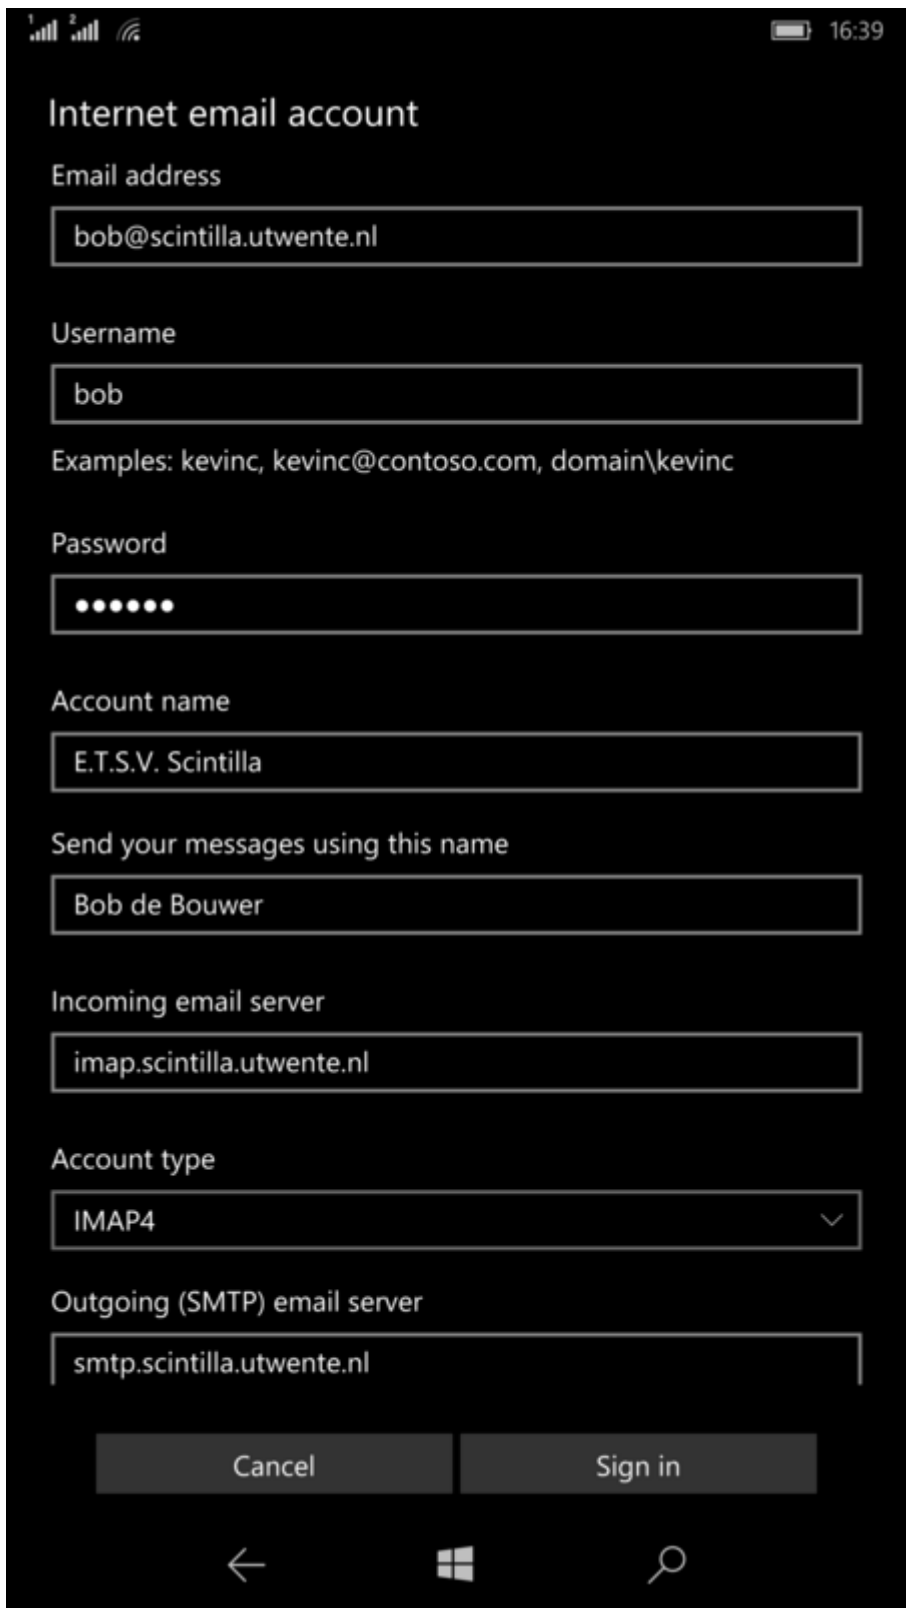 1 2 16:39
Internet email account
Email address
bob@scintilla.utwente.nl
Username
bob
Examples: kevinc, kevinc@contoso.com, domain\kevinc
Password
••••••
Account name
E.T.S.V. Scintilla
Send your messages using this name
Bob de Bouwer
Incoming email server
imap.scintilla.utwente.nl
Account type
IMAP4
Outgoing (SMTP) email server
smtp.scintilla.utwente.nl
Cancel Sign in